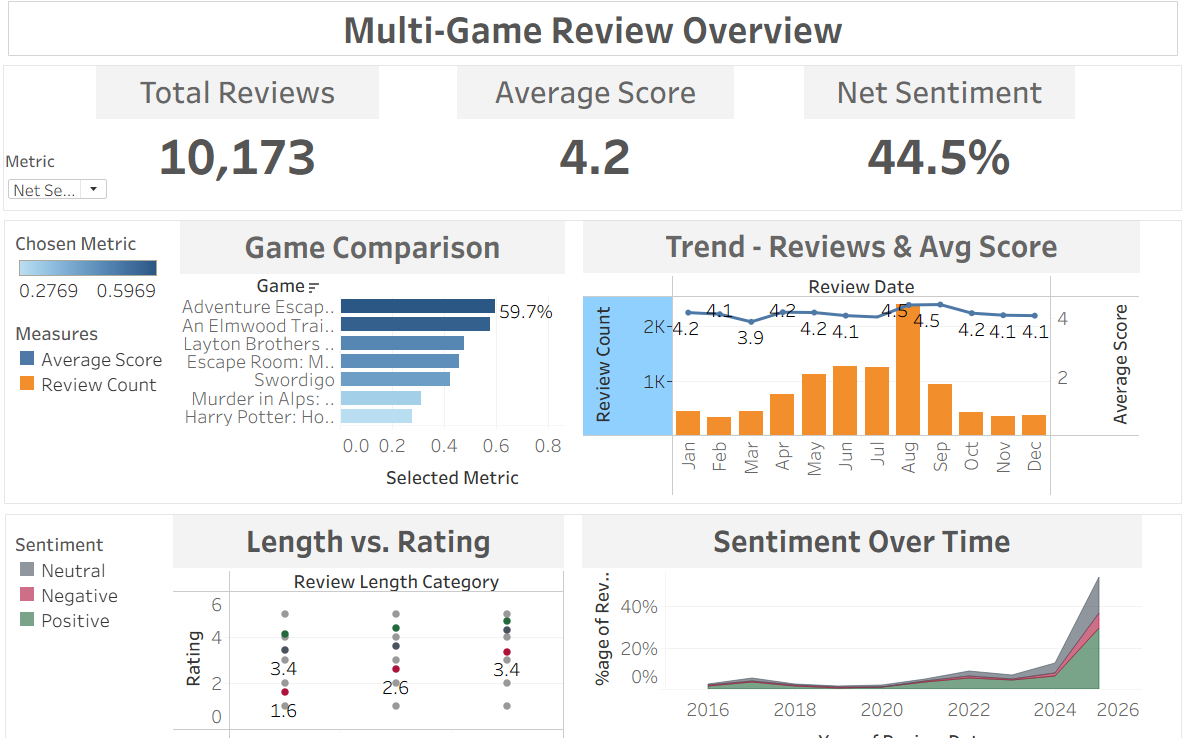 Multi-Game Review Overview
Total Reviews
Average Score
Net Sentiment
10,173
4.2
44.5%
Metric
Net Se...
Chosen Metric
0.2769 0.5969
Measures
Average Score
Review Count
Game Comparison
Game
Adventure Escap..
59.7%
An Elmwood Trai..
Layton Brothers ..
Escape Room: M..
Swordigo
Murder in Alps: ..
Harry Potter: Ho..
0.0 0.2 0.4 0.6 0.8
Selected Metric
Trend - Reviews & Avg Score
Review Date
Review Count
2K
1K
4.2 4.1 3.9 4.2 4.2 4.1 4.5 4.5 4.2 4.1 4.1
4
2
Average Score
Jan Feb Mar Apr May Jun Jul Aug Sep Oct Nov Dec
Sentiment
Neutral
Negative
Positive
Length vs. Rating
Review Length Category
Rating
6
4
2
0
3.4
1.6
2.6
3.4
Sentiment Over Time
%age of Rev..
40%
20%
0%
2016 2018 2020 2022 2024 2026